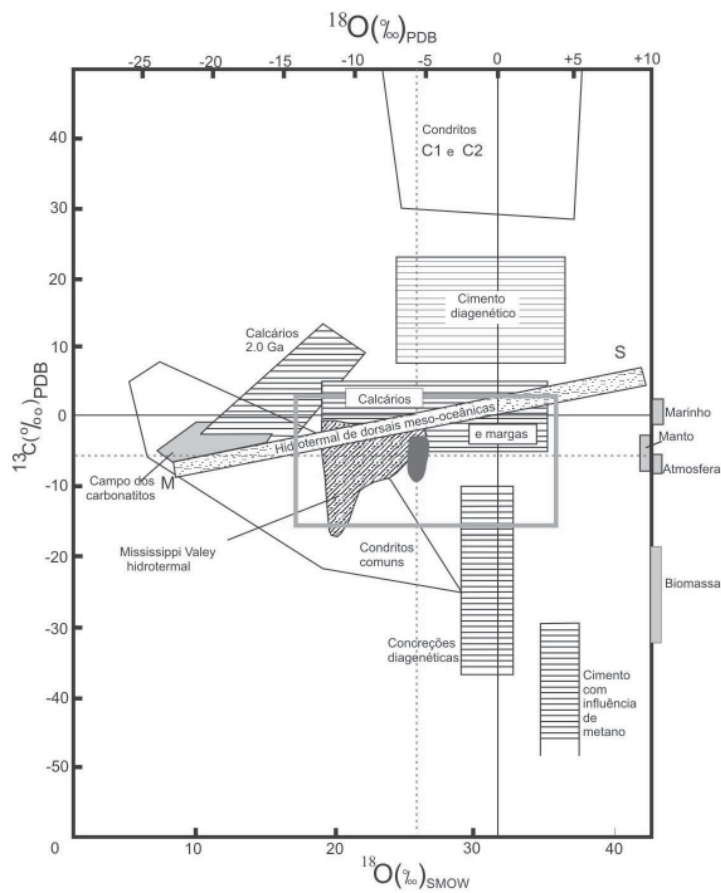 18O(‰)PDB
-25 -20 -15 -10 -5 0 +5 +10
Condritos
C1 e C2
40
30
20
Cimento
diagenético
Calcários
2.0 Ga
10
S
13C(‰)PDB
Calcários
0
Marinho
Hidrotermal de dorsais meso-oceânicas
e margas
Manto
Campo dos
carbonatitos
M
Atmosfera
-10
Mississippi Valey
hidrotermal
Condritos
comuns
-20
Biomassa
-30
Concreções
diagenéticas
Cimento
com
influência
de
metano
-40
-50
0 -60
10 20 30 40
18O(‰)SMOW